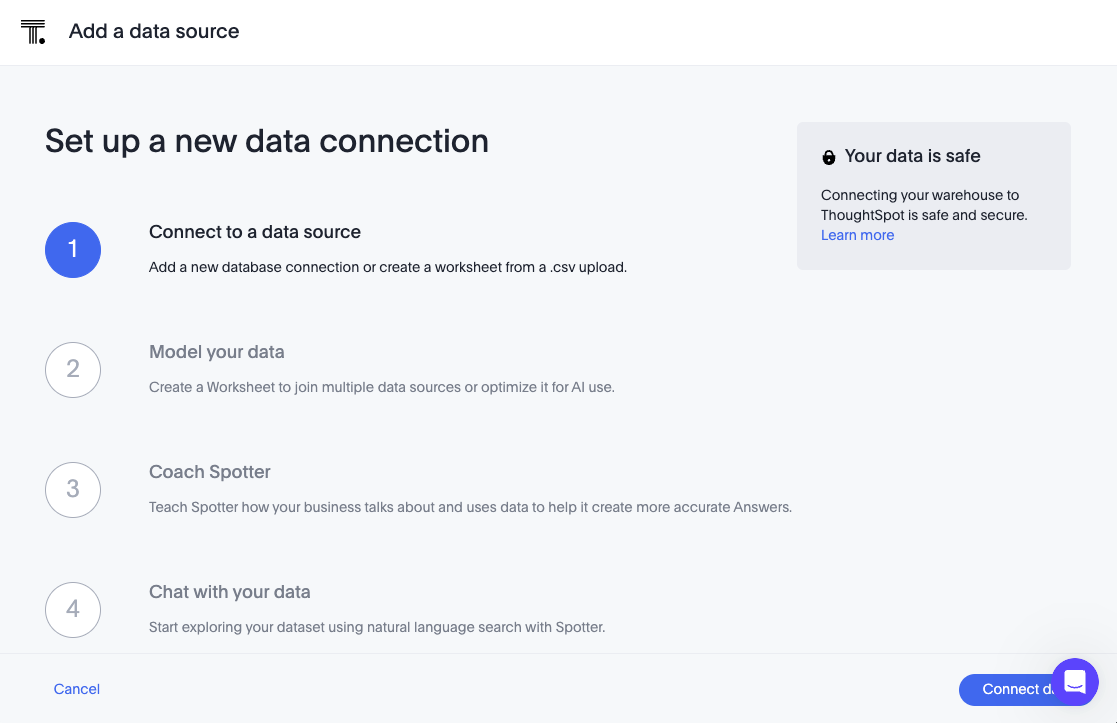 Add a data source
Set up a new data connection
Your data is safe
Connecting your warehouse to
ThoughtSpot is safe and secure.
Learn more
1
Connect to a data source
Add a new database connection or create a worksheet from a .csv upload.
2
Model your data
Create a Worksheet to join multiple data sources or optimize it for AI use.
3
Coach Spotter
Teach Spotter how your business talks about and uses data to help it create more accurate Answers.
4
Chat with your data
Start exploring your dataset using natural language search with Spotter.
Cancel
Connect